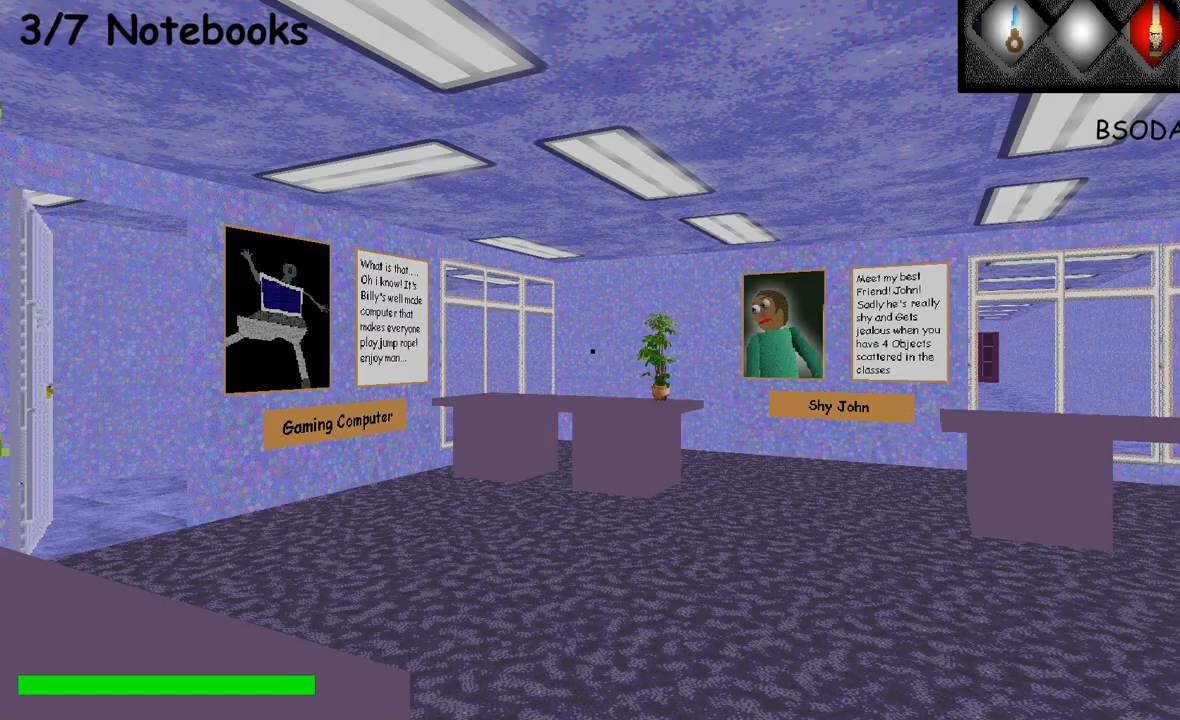 3/7 Notebooks
BSODA
What is that....
Oh i know! It's
Billy's well made
computer that
makes everyone
play jump rope!
enjoy man...
Gaming Computer
Meet my best
Friend! John!
Sadly he's really
shy and Gets
jealous when you
have 4 Objects
scattered in the
classes
Shy John